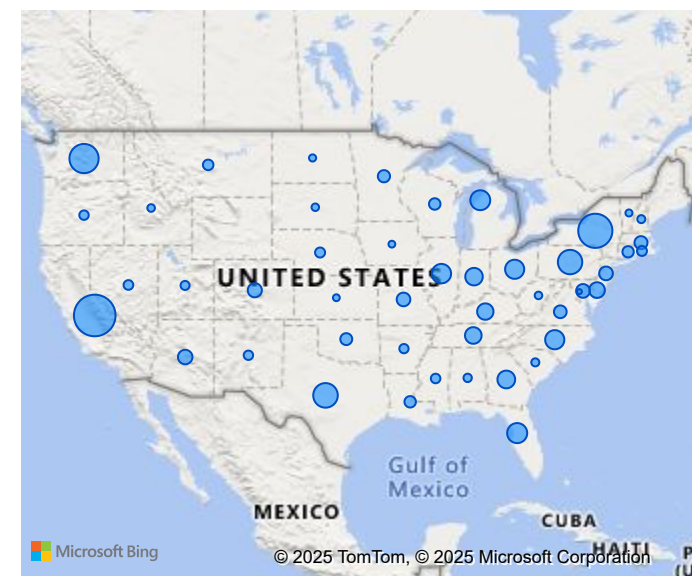 UNITED STATES
Gulf of
Mexico
MEXICO
CUBA
HAITI
P
(U
Microsoft Bing
© 2025 TomTom, © 2025 Microsoft Corporation